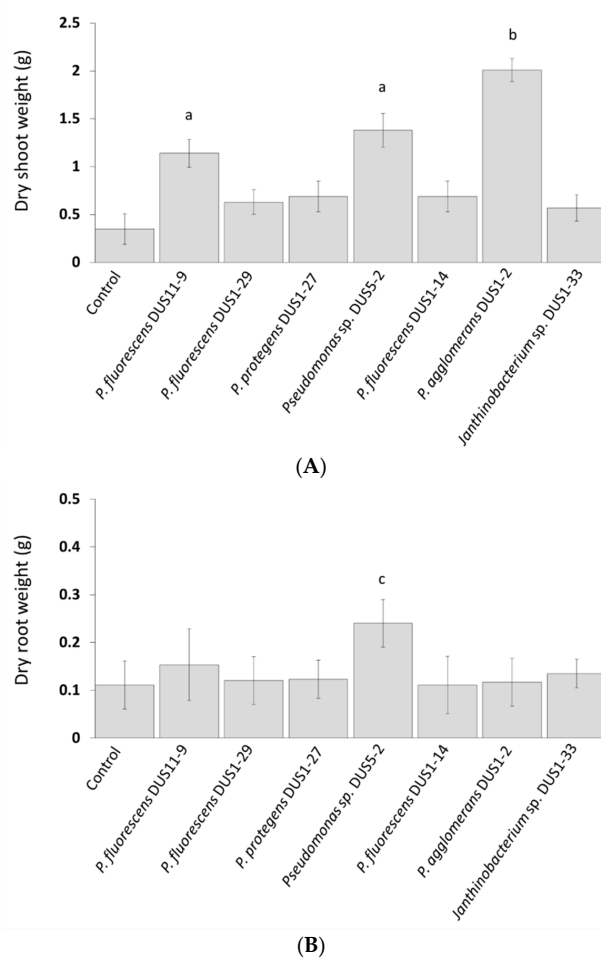 2.5
2
1.5
1
0.5
0
Dry shoot weight (g)
a
a
b
Control
P. fluorescens DUS11-9
P. fluorescens DUS1-29
P. protegens DUS1-27
Pseudomonas sp. DUS5-2
P. fluorescens DUS1-14
P. agglomerans DUS1-2
Janthinobacterium sp. DUS1-33
(A)
0.5
0.4
0.3
0.2
0.1
0
Dry root weight (g)
c
Control
P. fluorescens DUS11-9
P. fluorescens DUS1-29
P. protegens DUS1-27
Pseudomonas sp. DUS5-2
P. fluorescens DUS1-14
P. agglomerans DUS1-2
Janthinobacterium sp. DUS1-33
(B)